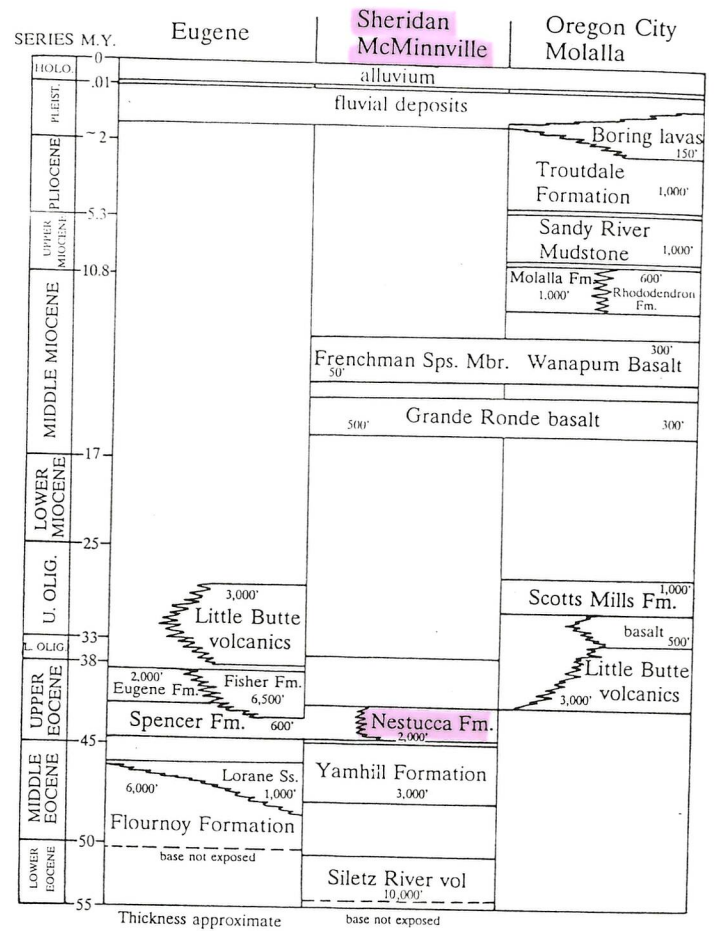 SERIES M.Y.
Eugene
Sheridan
McMinnville
Oregon City
Molalla
HOLO.
PLEIST.
PLIOCENE
UPPER
MIOCENE
MIDDLE MIOCENE
LOWER
MIOCENE
U. OLIG.
L. OLIG.
UPPER
EOCENE
MIDDLE
EOCENE
LOWER
EOCENE
0
.01
~2
5.3
10.8
17
25
33
38
45
50
55
alluvium
fluvial deposits
Boring lavas
150'
Troutdale
Formation 1,000'
Sandy River
Mudstone 1,000'
Molalla Fm.
1,000'
600'
Rhododendron
Fm.
Frenchman Sps. Mbr.
50'
Wanapum Basalt
300'
Grande Ronde basalt
500'
300'
3,000'
Little Butte
volcanics
1,000'
Scotts Mills Fm.
basalt
500'
Little Butte
volcanics
3,000'
2,000'
Eugene Fm.
Fisher Fm.
6,500'
Spencer Fm. 600'
Nestucca Fm.
2,000'
Lorane Ss.
1,000'
6,000'
Flournoy Formation
base not exposed
Yamhill Formation
3,000'
Siletz River vol
10,000'
Thickness approximate
base not exposed